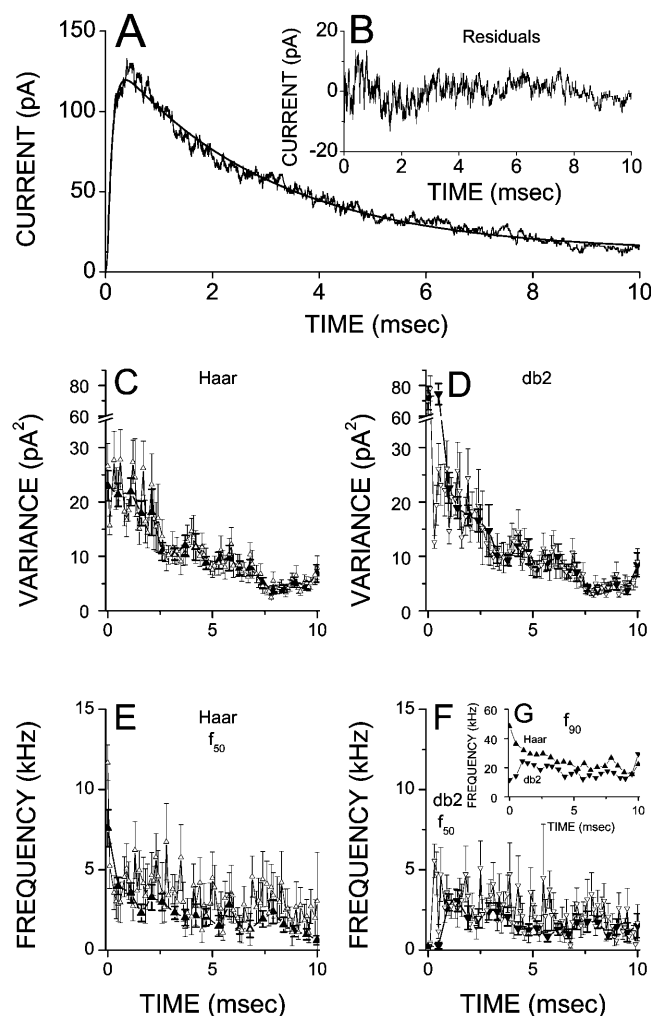 A
B
Residuals
CURRENT (pA)
150
100
50
0
0
2
4
6
8
10
TIME (msec)
CURRENT (pA)
20
0
-20
0
2
4
6
8
10
TIME (msec)
C
Haar
VARIANCE (pA²)
80
60
30
20
10
0
0
5
10
D
db2
VARIANCE (pA²)
80
60
30
20
10
0
0
5
10
E
Haar
f₅₀
FREQUENCY (kHz)
15
10
5
0
0
5
10
TIME (msec)
F
db2
f₅₀
FREQUENCY (kHz)
15
10
5
0
0
5
10
TIME (msec)
G
f₉₀
FREQUENCY (kHz)
60
40
20
0
Haar
db2
0
5
10
TIME (msec)